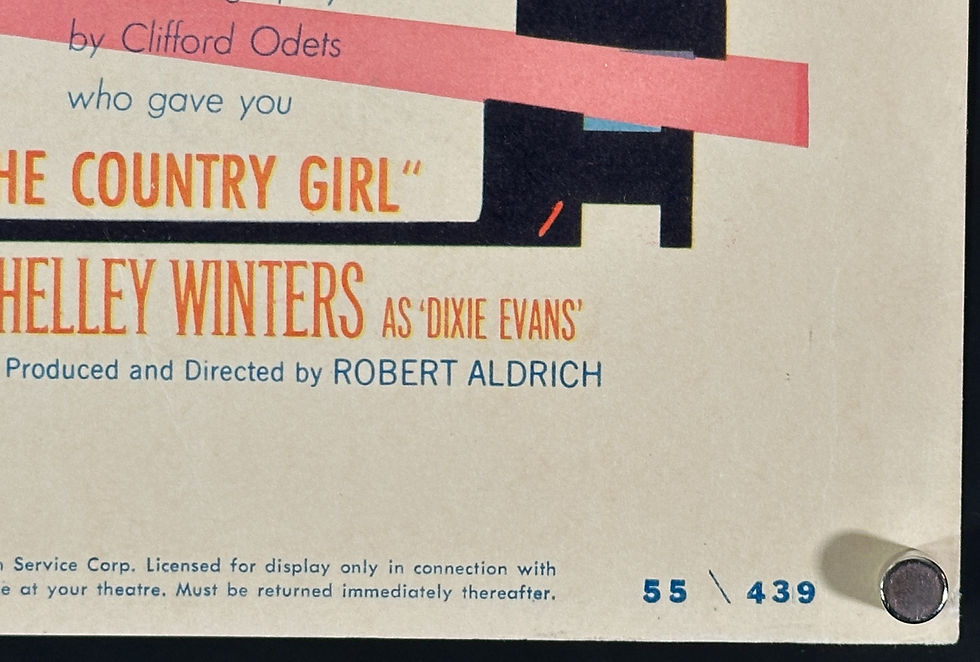 by Clifford Odets
who gave you
HE COUNTRY GIRL“
HELLEY WINTERS AS ‘DIXIE EVANS’
Produced and Directed by ROBERT ALDRICH
Service Corp. Licensed for display only in connection with
e at your theatre. Must be returned immediately thereafter.
55 \ 439